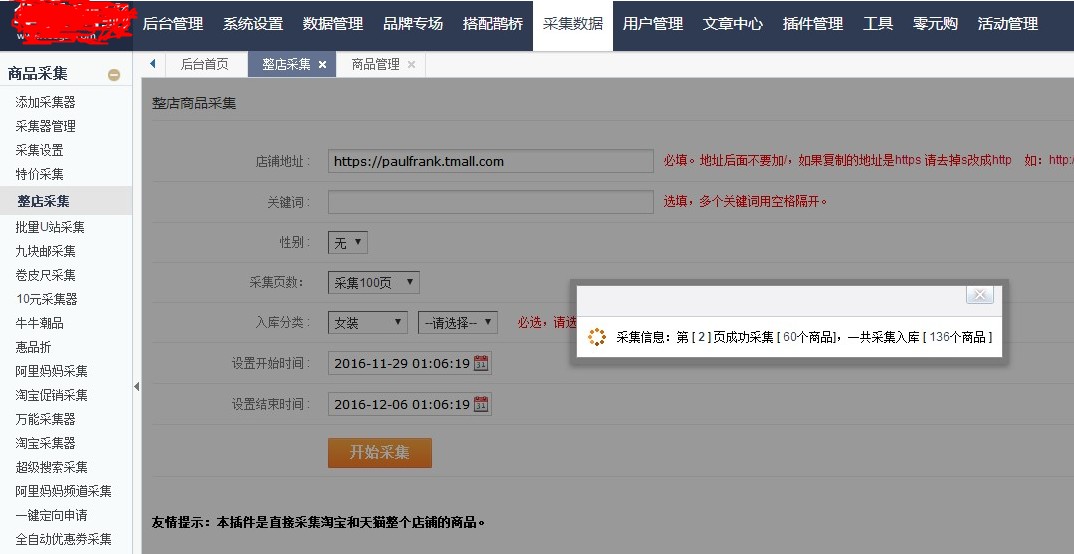 后台管理 系统设置 数据管理 品牌专场 搭配鹊桥 采集数据 用户管理 文章中心 插件管理 工具 零元购 活动管理
商品采集
后台首页 整店采集 × 商品管理 ×
添加采集器
采集器管理
采集设置
特价采集
整店采集
批里U站采集
九块邮采集
卷皮尺采集
10元采集器
牛牛潮品
惠品折
阿里妈妈采集
淘宝促销采集
万能采集器
淘宝采集器
超级搜索采集
阿里妈妈频道采集
一键定向申请
全自动优惠券采集
整店商品采集
店铺地址: https://paulfrank.tmall.com 必填。地址后面不要加/，如果复制的地址是https 请去掉s改成http 如: http:/
关键词: 选填，多个关键词用空格隔开。
性别: 无
采集页数: 采集100页
入库分类: 女装 --请选择-- 必选，请选
采集信息：第 [ 2 ] 页成功采集 [ 60个商品]，一共采集入库 [ 136个商品 ]
设置开始时间: 2016-11-29 01:06:19
设置结束时间: 2016-12-06 01:06:19
开始采集
友情提示：本插件是直接采集淘宝和天猫整个店铺的商品。